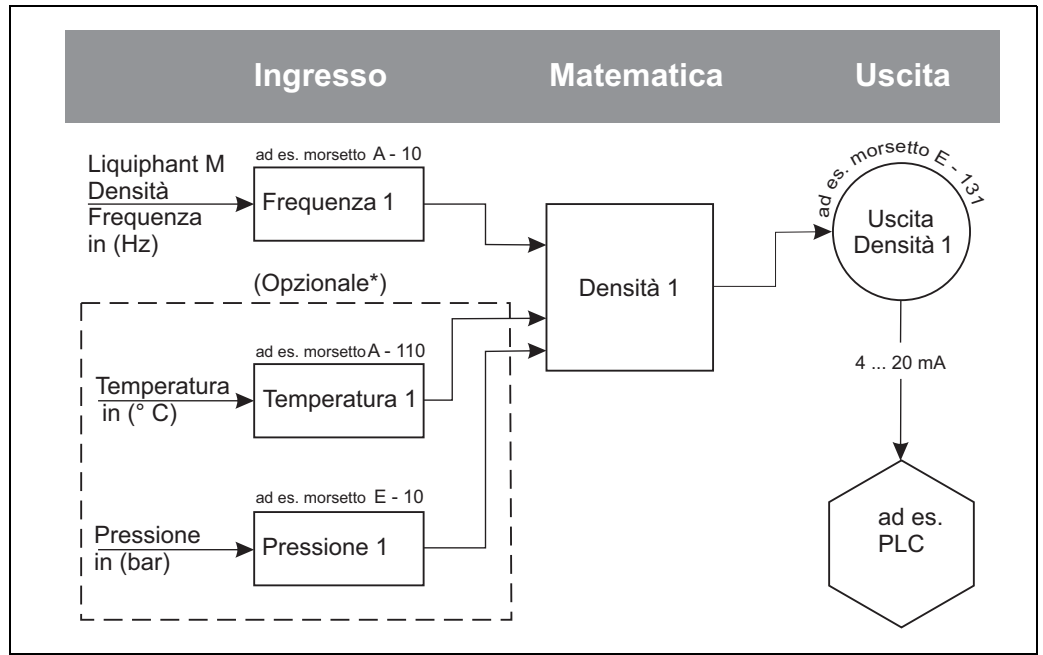 Ingresso Matematica Uscita
ad es. morsetto A - 10
Liquiphant M
Densità
Frequenza
in (Hz)
Frequenza 1
ad es. morsetto E - 131
Uscita
Densità 1
(Opzionale*)
Densità 1
ad es. morsetto A - 110
Temperatura
in (° C)
Temperatura 1
4 ... 20 mA
ad es. morsetto E - 10
Pressione
in (bar)
Pressione 1
ad es.
PLC